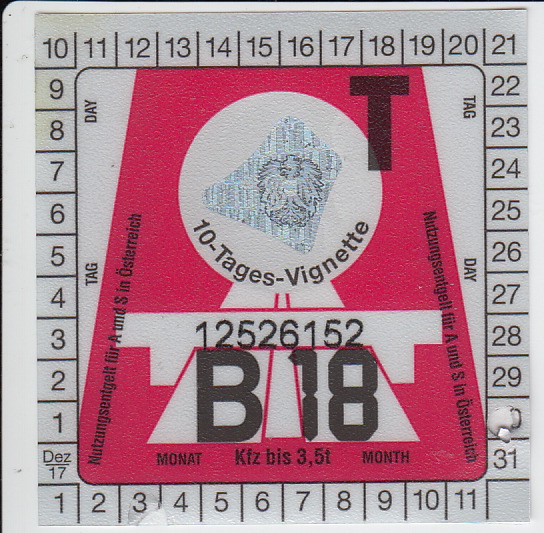 10 11 12 13 14 15 16 17 18 19 20 21
9 22
8 23
7 24
6 25
5 26
4 27
3 28
2 29
1
Dez
17
31
1 2 3 4 5 6 7 8 9 10 11
DAY
TAG
T
TAG
DAY
10-Tages-Vignette
Nutzungsentgelt für A und S in Österreich
Nutzungsentgelt für A und S in Österreich
12526152
B 18
MONAT Kfz bis 3,5t MONTH